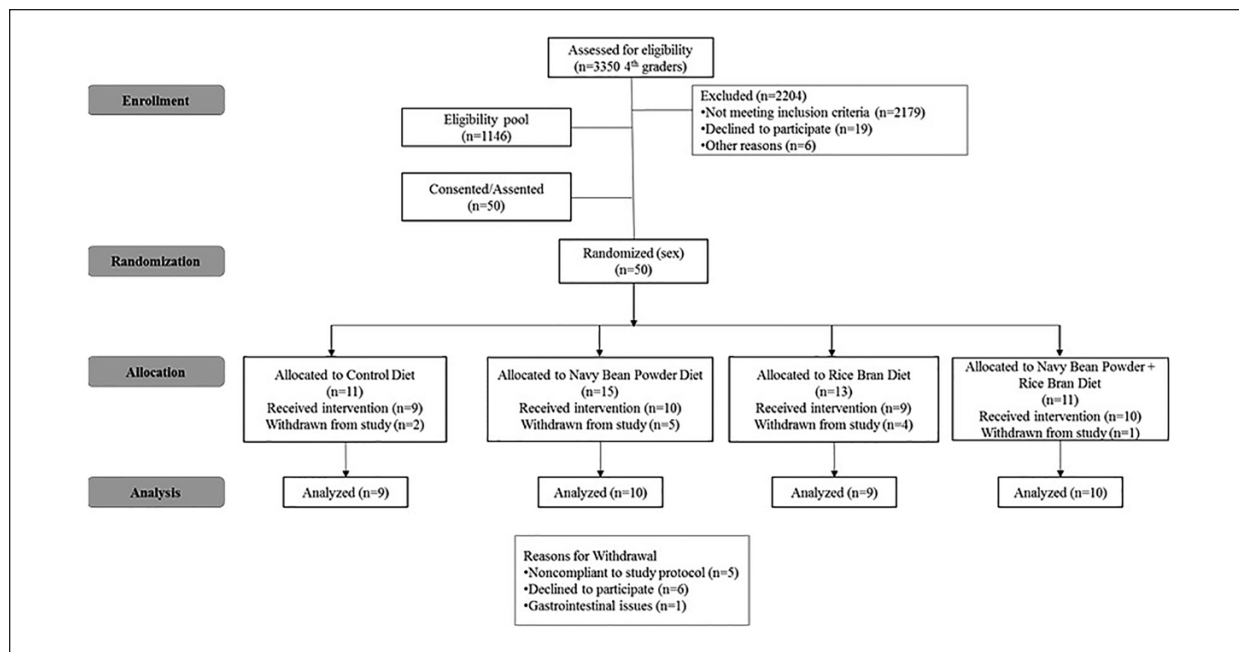 Assessed for eligibility
(n=3350 4th graders)
Enrollment
Excluded (n=2204)
•Not meeting inclusion criteria (n=2179)
•Declined to participate (n=19)
•Other reasons (n=6)
Eligibility pool
(n=1146)
Consented/Assented
(n=50)
Randomization
Randomized (sex)
(n=50)
Allocation
Allocated to Control Diet
(n=11)
Received intervention (n=9)
Withdrawn from study (n=2)
Allocated to Navy Bean Powder Diet
(n=15)
Received intervention (n=10)
Withdrawn from study (n=5)
Allocated to Rice Bran Diet
(n=13)
Received intervention (n=9)
Withdrawn from study (n=4)
Allocated to Navy Bean Powder +
Rice Bran Diet
(n=11)
Received intervention (n=10)
Withdrawn from study (n=1)
Analysis
Analyzed (n=9)
Analyzed (n=10)
Analyzed (n=9)
Analyzed (n=10)
Reasons for Withdrawal
•Noncompliant to study protocol (n=5)
•Declined to participate (n=6)
•Gastrointestinal issues (n=1)